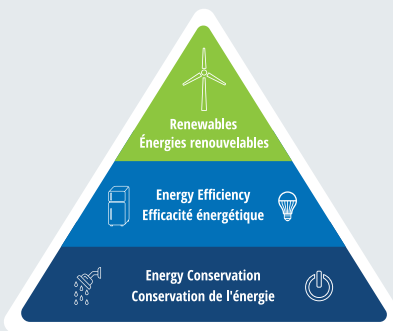 Renewables
Énergies renouvelables
Energy Efficiency
Efficacité énergétique
Energy Conservation
Conservation de l'énergie